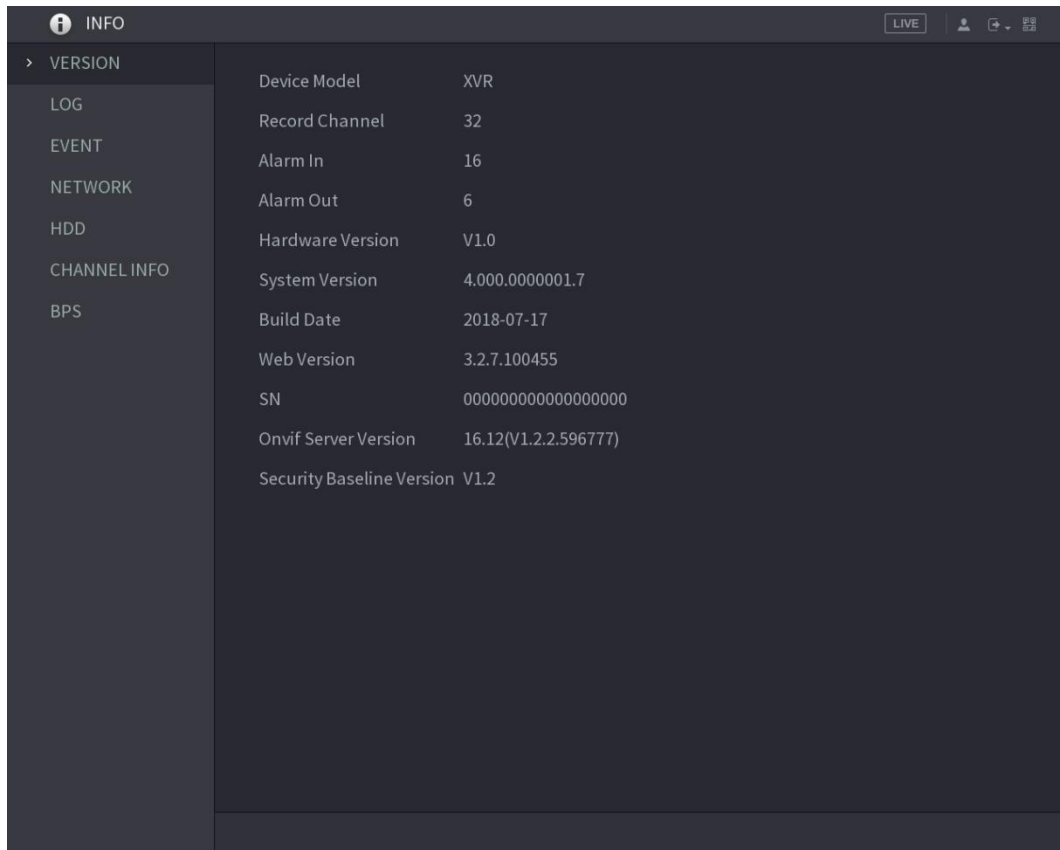 INFO
LIVE
VERSION
LOG
EVENT
NETWORK
HDD
CHANNEL INFO
BPS
Device Model XVR
Record Channel 32
Alarm In 16
Alarm Out 6
Hardware Version V1.0
System Version 4.000.0000001.7
Build Date 2018-07-17
Web Version 3.2.7.100455
SN 000000000000000000
Onvif Server Version 16.12(V1.2.2.596777)
Security Baseline Version V1.2